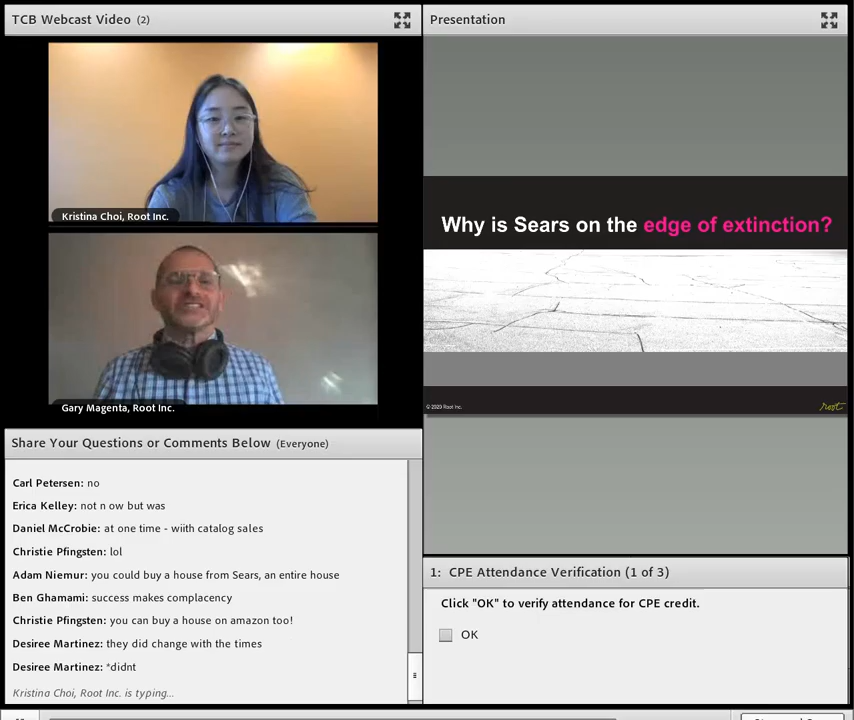 TCB Webcast Video (2)
Kristina Choi, Root Inc.
Gary Magenta, Root Inc.
Share Your Questions or Comments Below (Everyone)
Carl Petersen: no
Erica Kelley: not n ow but was
Daniel McCrobie: at one time - wiith catalog sales
Christie Pfingsten: lol
Adam Niemur: you could buy a house from Sears, an entire house
Ben Ghamami: success makes complacency
Christie Pfingsten: you can buy a house on amazon too!
Desiree Martinez: they did change with the times
Desiree Martinez: *didnt
Kristina Choi, Root Inc. is typing...
Presentation
Why is Sears on the edge of extinction?
© 2020 Root Inc.
root
1: CPE Attendance Verification (1 of 3)
Click "OK" to verify attendance for CPE credit.
OK